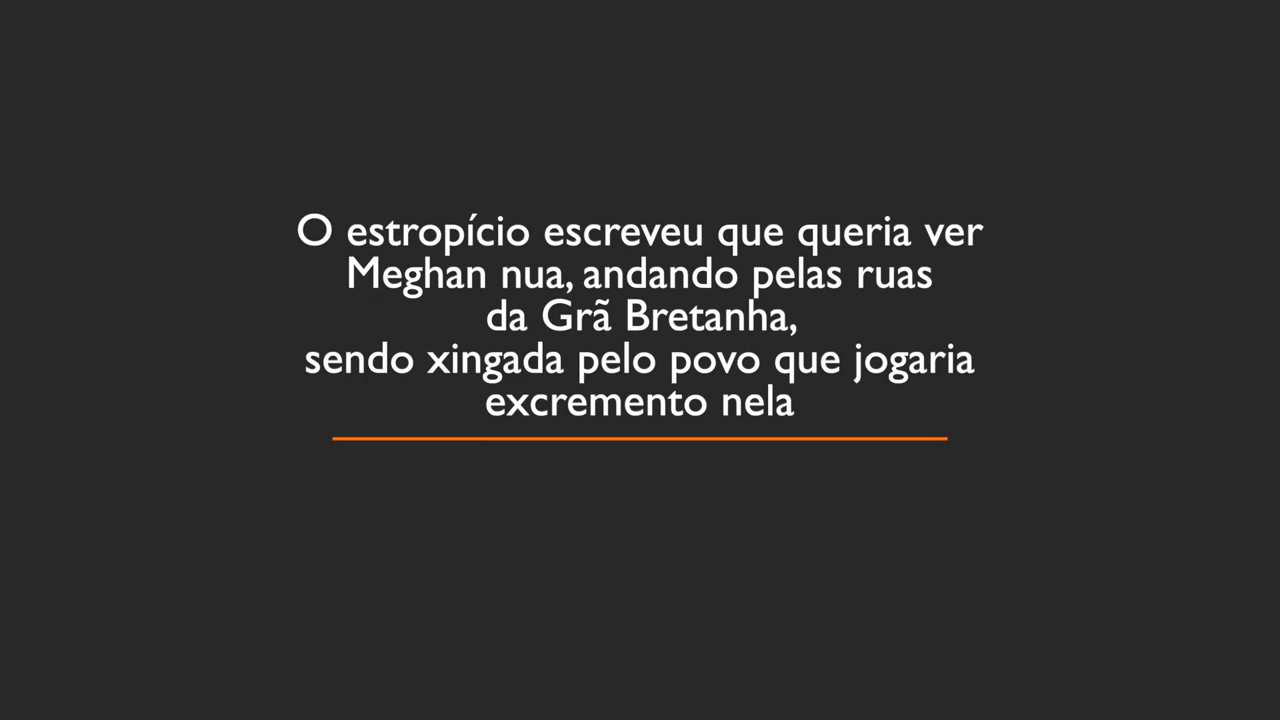 O estropício escreveu que queria ver
Meghan nua, andando pelas ruas
da Grã Bretanha,
sendo xingada pelo povo que jogaria
excremento nela